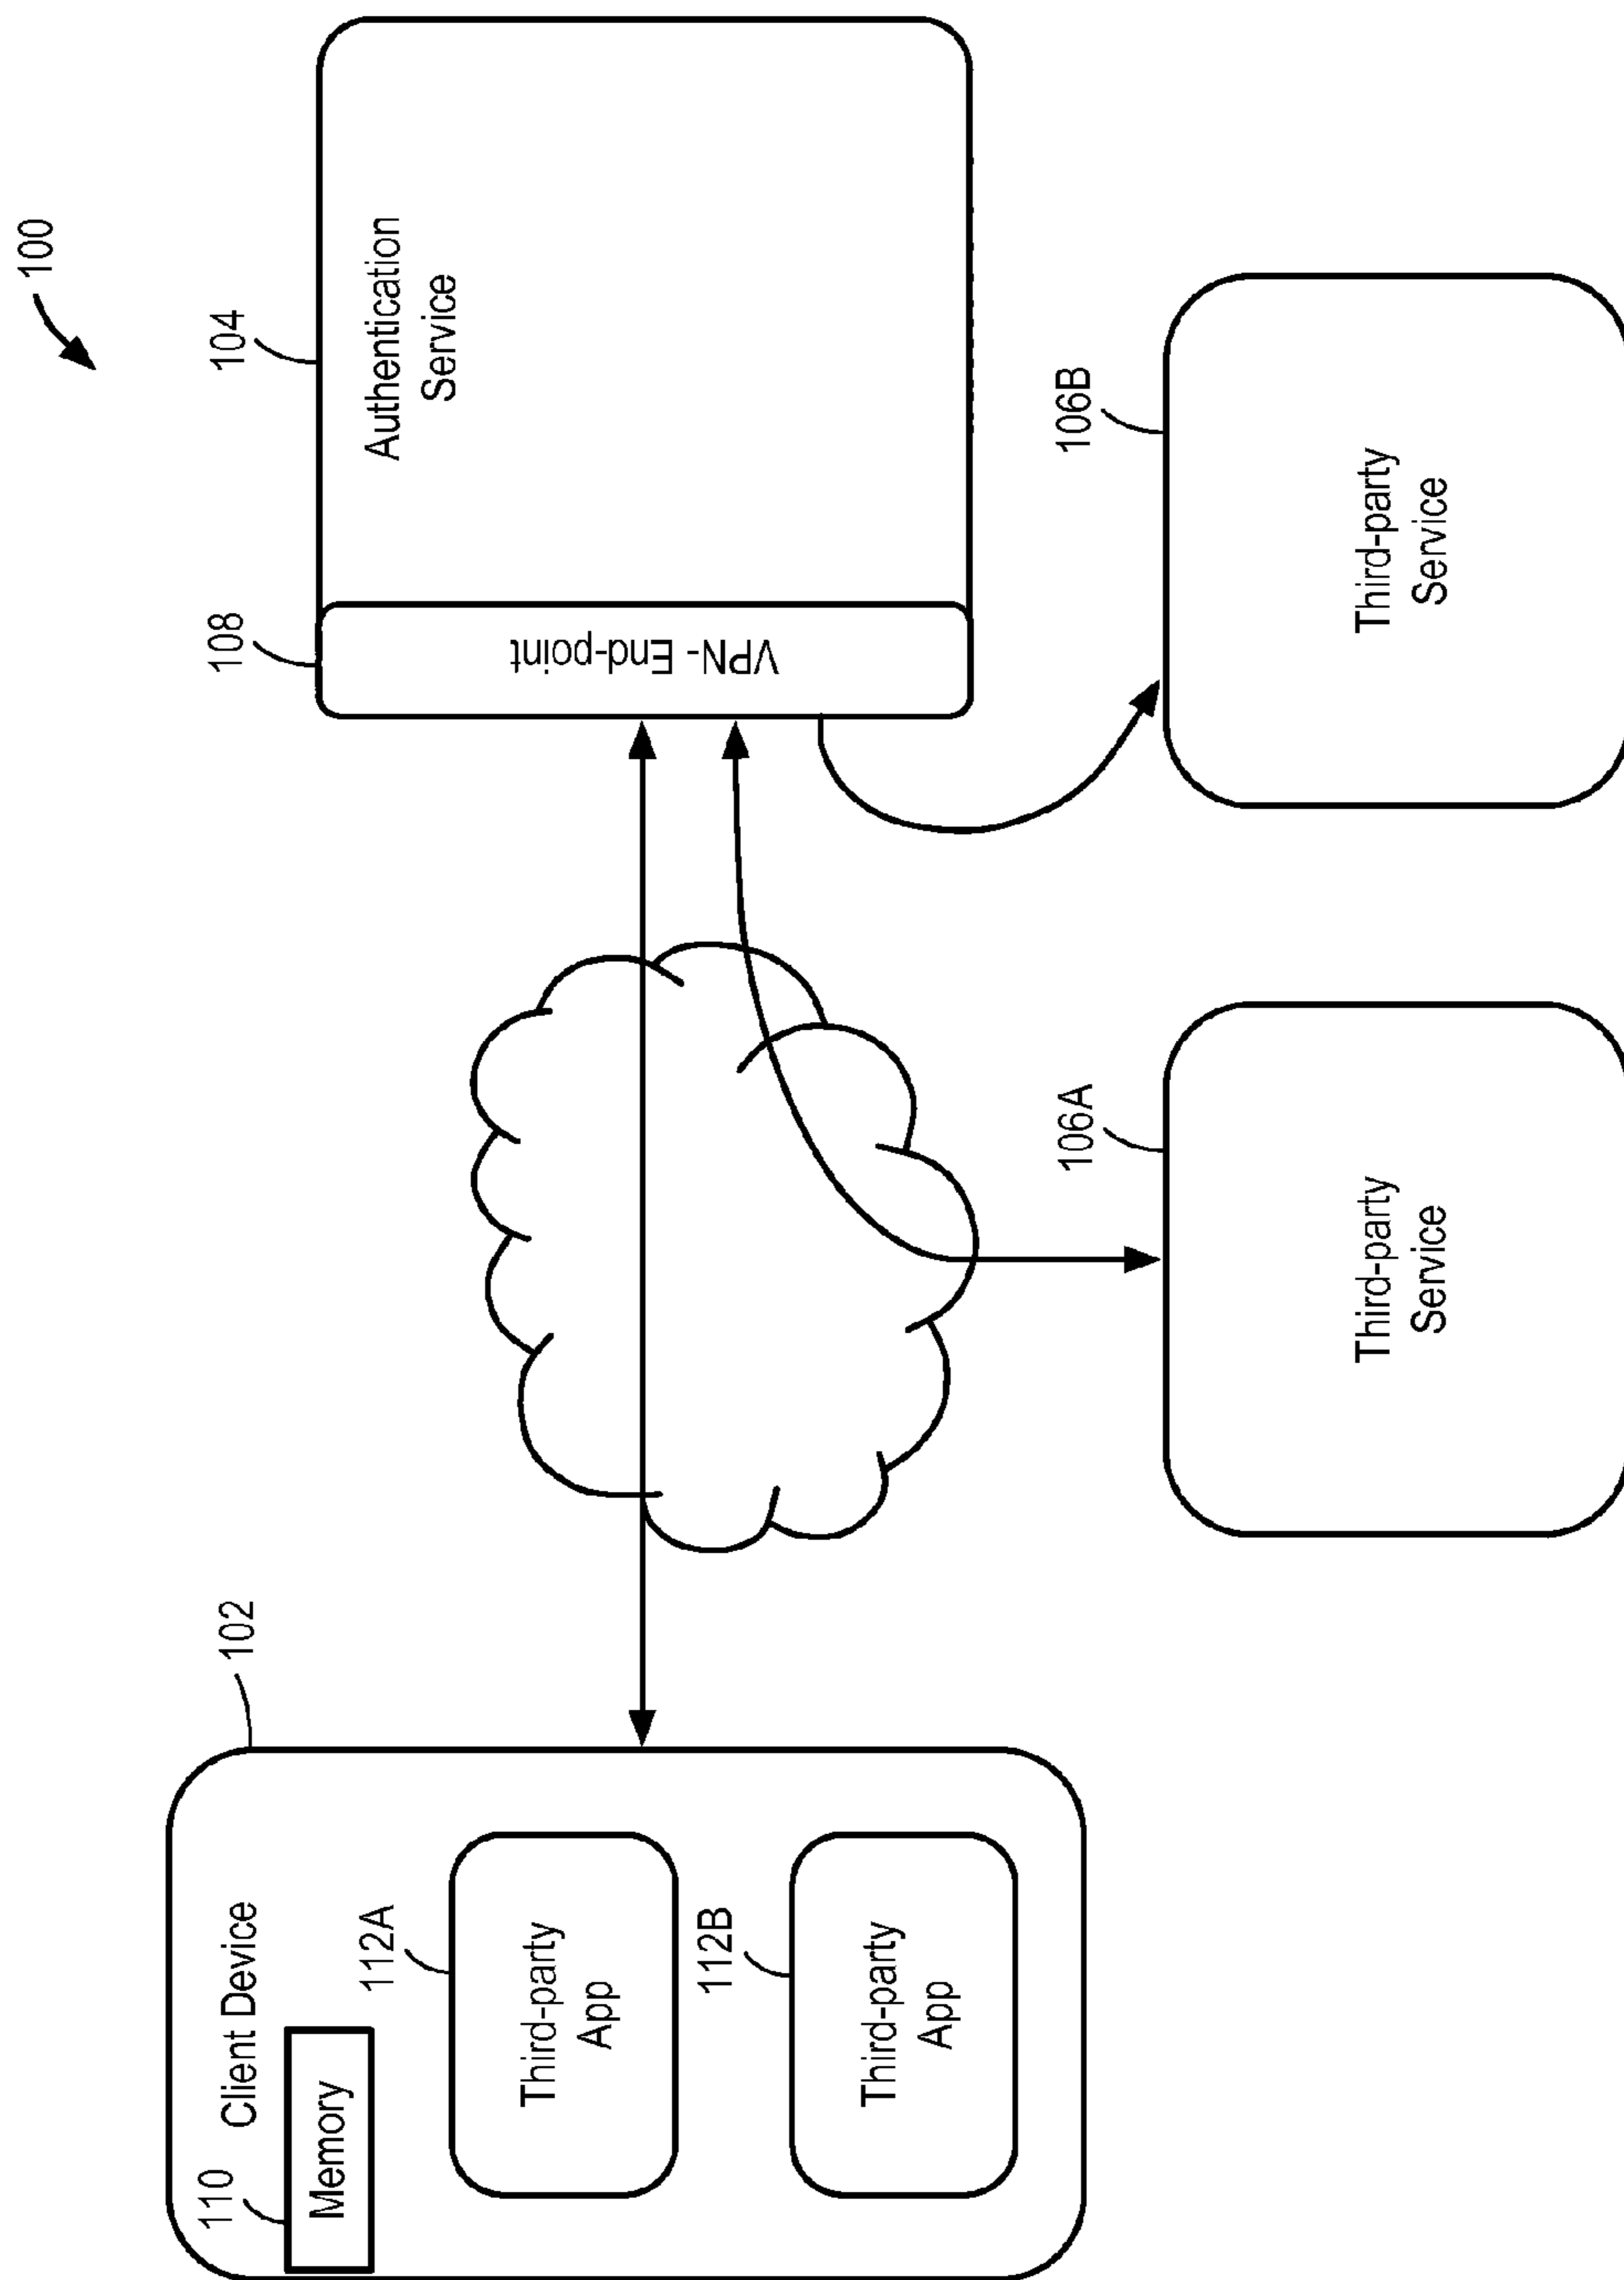 100
102
Client Device
110
Memory
112A
Third-party
App
112B
Third-party
App
104
Authentication
Service
108
VPN- End-point
106A
Third-party
Service
106B
Third-party
Service